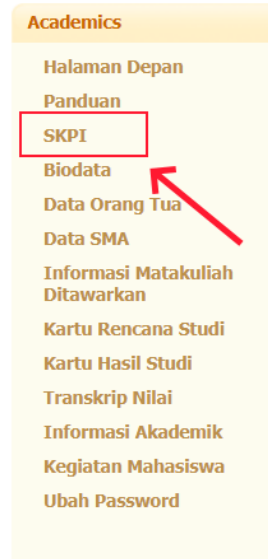 Academics
Halaman Depan
Panduan
SKPI
Biodata
Data Orang Tua
Data SMA
Informasi Matakuliah
Ditawarkan
Kartu Rencana Studi
Kartu Hasil Studi
Transkrip Nilai
Informasi Akademik
Kegiatan Mahasiswa
Ubah Password